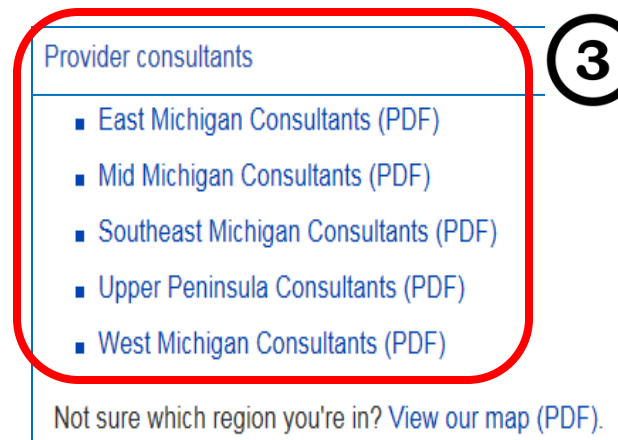 Provider consultants
3
East Michigan Consultants (PDF)
Mid Michigan Consultants (PDF)
Southeast Michigan Consultants (PDF)
Upper Peninsula Consultants (PDF)
West Michigan Consultants (PDF)
Not sure which region you're in? View our map (PDF).